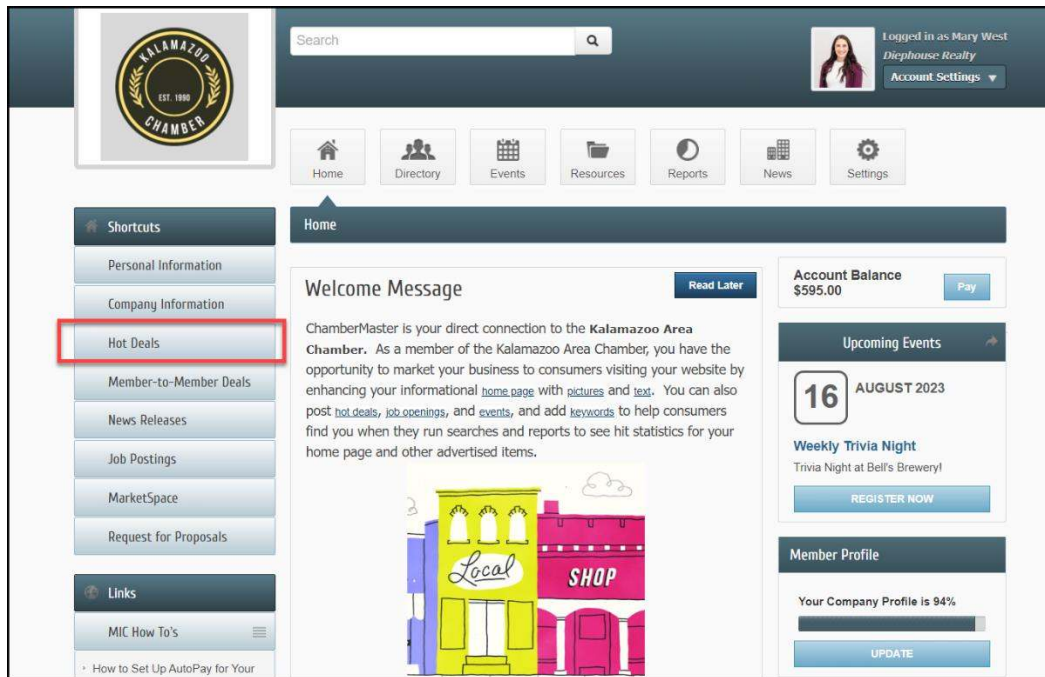 KALAMAZOO
EST. 1990
CHAMBER
Search
Logged in as Mary West
Diephouse Realty
Account Settings
Home
Directory
Events
Resources
Reports
News
Settings
Shortcuts
Personal Information
Company Information
Hot Deals
Member-to-Member Deals
News Releases
Job Postings
MarketSpace
Request for Proposals
Links
MIC How To's
How to Set Up AutoPay for Your
Home
Welcome Message
Read Later
ChamberMaster is your direct connection to the Kalamazoo Area
Chamber. As a member of the Kalamazoo Area Chamber, you have the
opportunity to market your business to consumers visiting your website by
enhancing your informational home page with pictures and text. You can also
post hot deals, job openings, and events, and add keywords to help consumers
find you when they run searches and reports to see hit statistics for your
home page and other advertised items.
Local
SHOP
Account Balance
$595.00
Pay
Upcoming Events
16
AUGUST 2023
Weekly Trivia Night
Trivia Night at Bell's Brewery!
REGISTER NOW
Member Profile
Your Company Profile is 94%
UPDATE